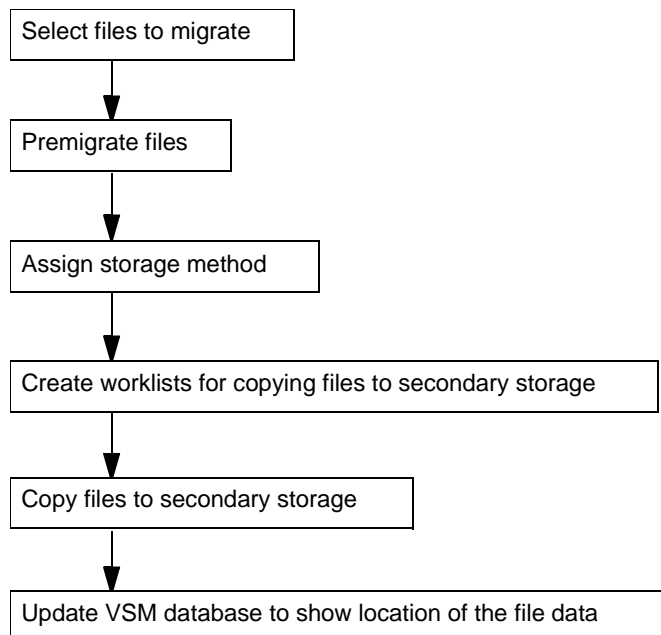 Select files to migrate
Premigrate files
Assign storage method
Create worklists for copying files to secondary storage
Copy files to secondary storage
Update VSM database to show location of the file data